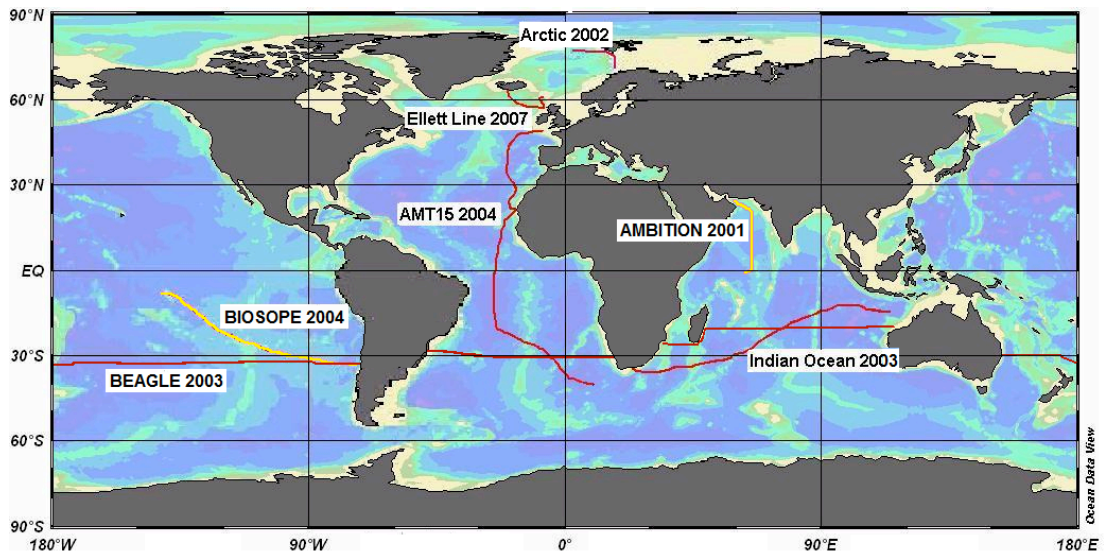 90°N
Arctic 2002
60°N
Ellett Line 2007
30°N
AMT15 2004
AMBITION 2001
EQ
BIOSOPE 2004
30°S
Indian Ocean 2003
BEAGLE 2003
60°S
Ocean Data View
90°S
180°W
90°W
0°
90°E
180°E